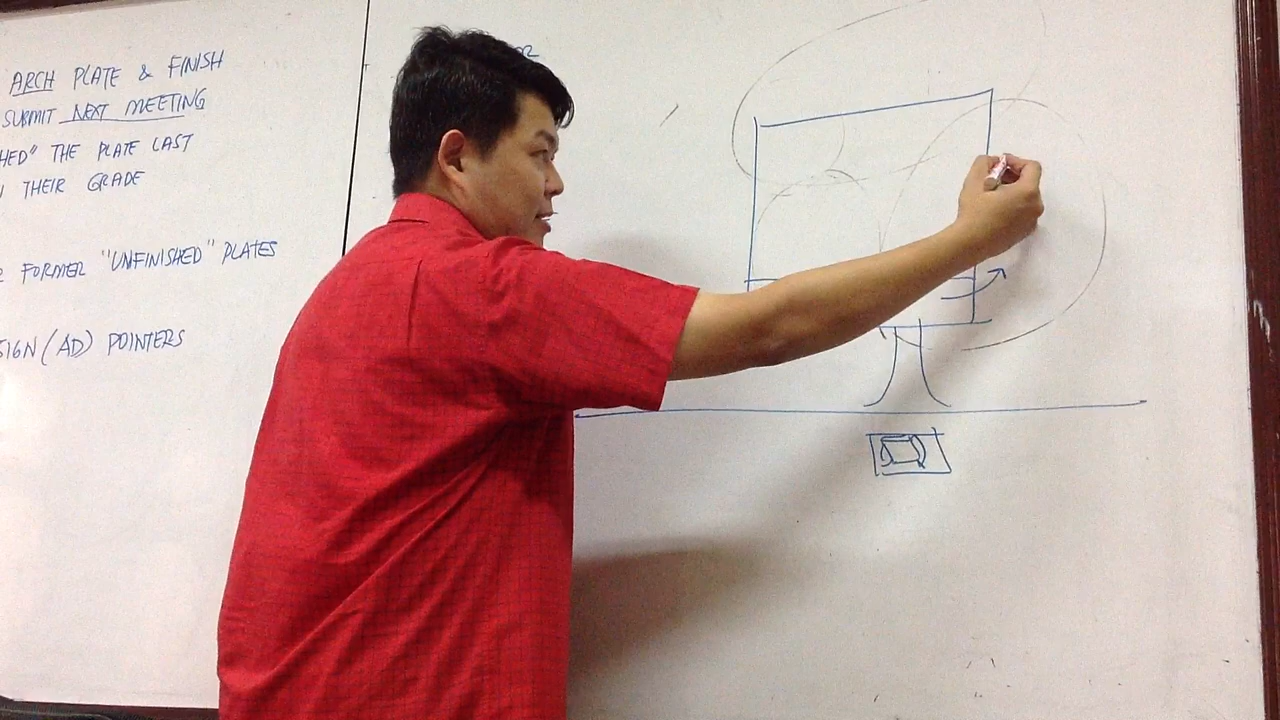 ARCH PLATE & FINISH
SUBMIT NEXT MEETING
HED" THE PLATE LAST
THEIR GRADE
FORMER "UNFINISHED" PLATES
SIGN (AD) POINTERS